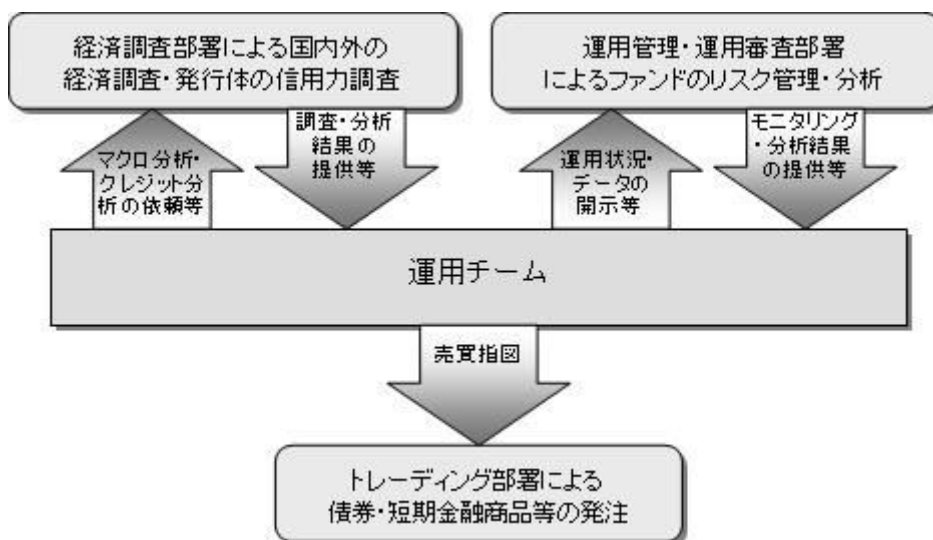 経済調査部署による国内外の
経済調査・発行体の信用力調査
運用管理・運用審査部署
によるファンドのリスク管理・分析
マクロ分析・
クレジット分
析の依頼等
調査・分析
結果の
提供等
運用状況・
データの
開示等
モニタリング
・分析結果
の提供等
運用チーム
売買指図
トレーディング部署による
債券・短期金融商品等の発注